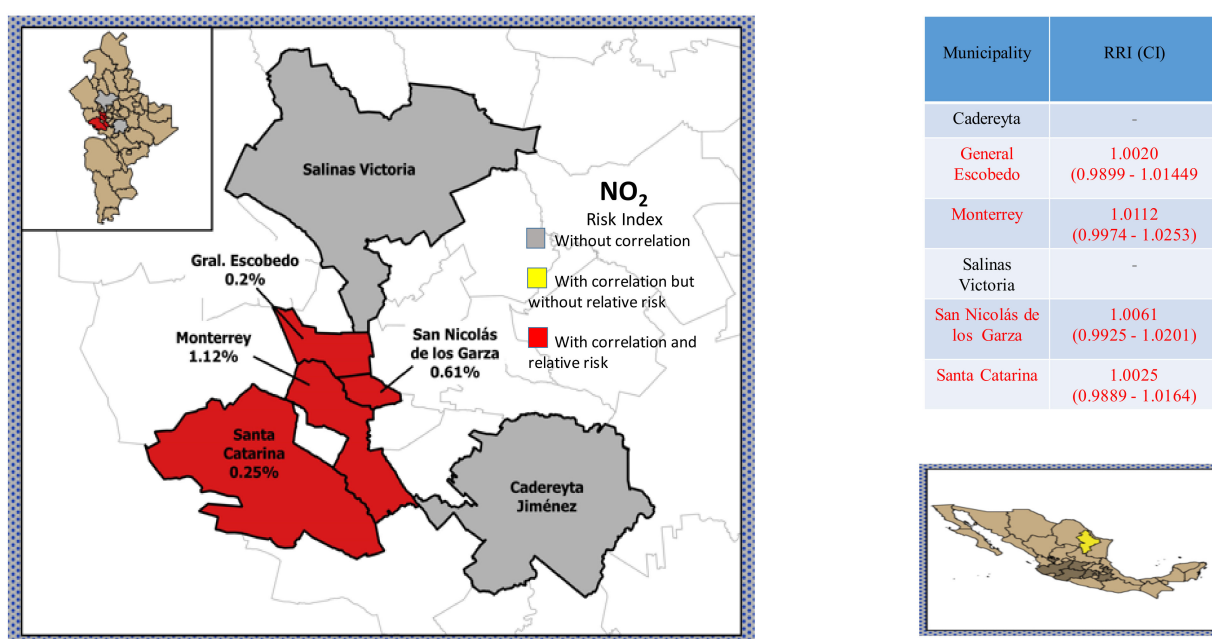 Salinas Victoria
NO2
Risk Index
Without correlation
With correlation but
without relative risk
With correlation and
relative risk
Gral. Escobedo
0.2%
Monterrey
1.12%
San Nicolás
de los Garza
0.61%
Santa
Catarina
0.25%
Cadereyta
Jiménez
Municipality RRI (CI)
Cadereyta -
General 1.0020
Escobedo (0.9899 - 1.01449
Monterrey 1.0112
(0.9974 - 1.0253)
Salinas -
Victoria
San Nicolás de 1.0061
los Garza (0.9925 - 1.0201)
Santa Catarina 1.0025
(0.9889 - 1.0164)